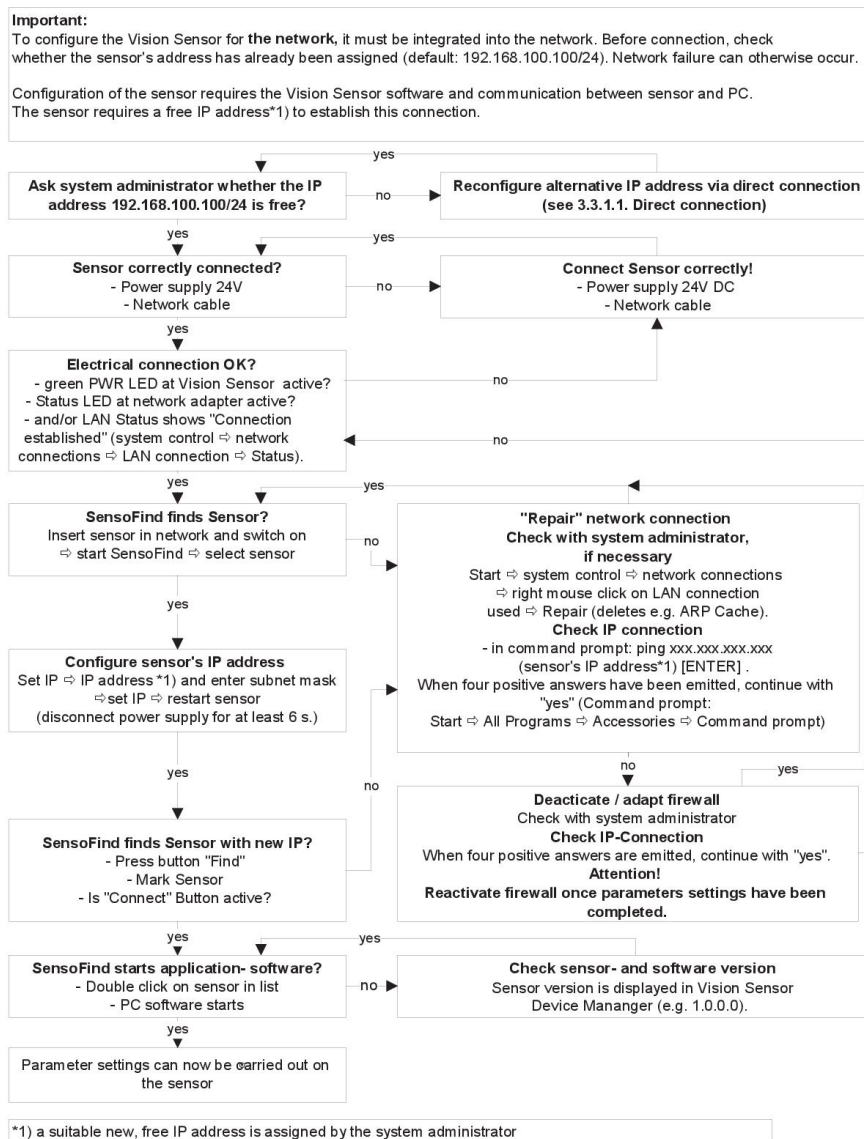 Important:
To configure the Vision Sensor for the network, it must be integrated into the network. Before connection, check
whether the sensor's address has already been assigned (default: 192.168.100.100/24). Network failure can otherwise occur.
Configuration of the sensor requires the Vision Sensor software and communication between sensor and PC.
The sensor requires a free IP address*1) to establish this connection.
yes
Ask system administrator whether the IP
address 192.168.100.100/24 is free?
no
Reconfigure alternative IP address via direct connection
(see 3.3.1.1. Direct connection)
yes
yes
Sensor correctly connected?
- Power supply 24V
- Network cable
no
Connect Sensor correctly!
- Power supply 24V DC
- Network cable
yes
Electrical connection OK?
- green PWR LED at Vision Sensor active?
- Status LED at network adapter active?
- and/or LAN Status shows "Connection
established" (system control ⇨ network
connections ⇨ LAN connection ⇨ Status).
no
no
yes
yes
SensoFind finds Sensor?
Insert sensor in network and switch on
⇨ start SensoFind ⇨ select sensor
no
"Repair" network connection
Check with system administrator,
if necessary
Start ⇨ system control ⇨ network connections
⇨ right mouse click on LAN connection
used ⇨ Repair (deletes e.g. ARP Cache).
Check IP connection
- in command prompt: ping xxx.xxx.xxx.xxx
(sensor's IP address*1) [ENTER] .
When four positive answers have been emitted, continue with
"yes" (Command prompt:
Start ⇨ All Programs ⇨ Accessories ⇨ Command prompt)
yes
Configure sensor's IP address
Set IP ⇨ IP address *1) and enter subnet mask
⇨set IP ⇨ restart sensor
(disconnect power supply for at least 6 s.)
yes
no
no
yes
Deacticate / adapt firewall
Check with system administrator
Check IP-Connection
When four positive answers are emitted, continue with "yes".
Attention!
Reactivate firewall once parameters settings have been
completed.
SensoFind finds Sensor with new IP?
- Press button "Find"
- Mark Sensor
- Is "Connect" Button active?
yes
yes
SensoFind starts application- software?
- Double click on sensor in list
- PC software starts
no
Check sensor- and software version
Sensor version is displayed in Vision Sensor
Device Mananger (e.g. 1.0.0.0).
yes
Parameter settings can now be carried out on
the sensor
*1) a suitable new, free IP address is assigned by the system administrator